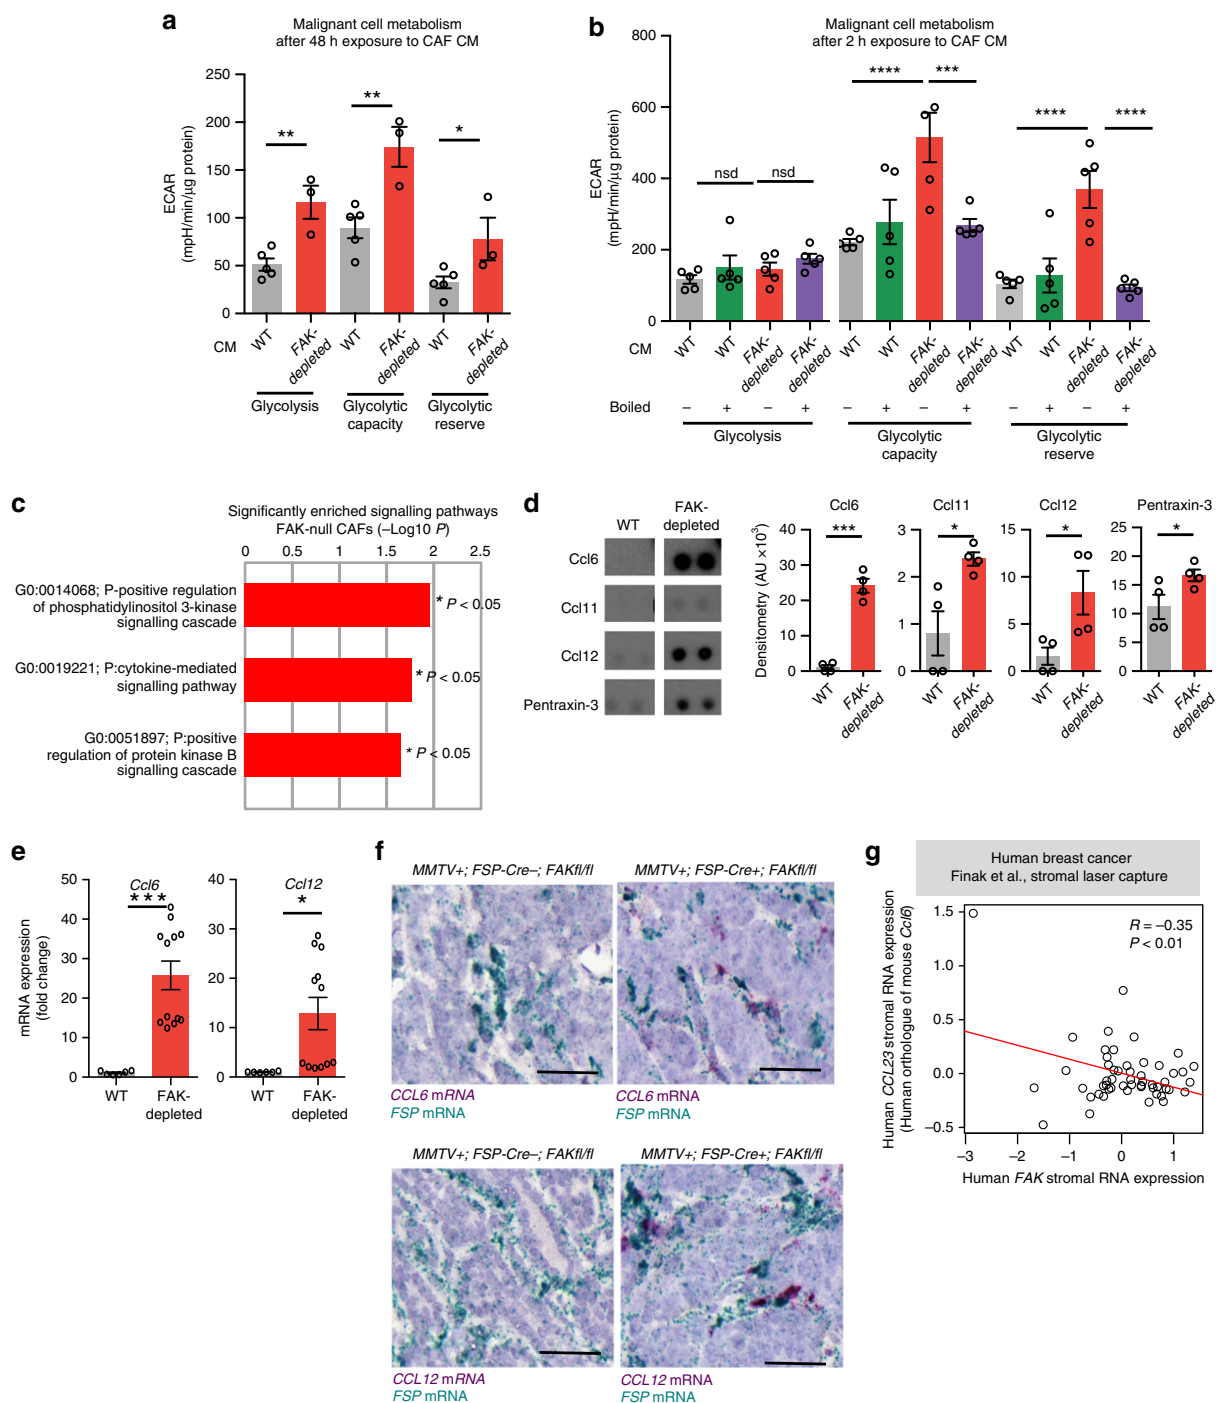 a
Malignant cell metabolism
after 48 h exposure to CAF CM
ECAR
(mpH/min/µg protein)
250
200
150
100
50
0
**
**
*
CM
WT
FAK-
depleted
WT
FAK-
depleted
WT
FAK-
depleted
Glycolysis
Glycolytic
capacity
Glycolytic
reserve
b
Malignant cell metabolism
after 2 h exposure to CAF CM
ECAR
(mpH/min/µg protein)
800
600
400
200
0
nsd
nsd
****
***
****
****
CM
WT
WT
FAK-
depleted
FAK-
depleted
WT
WT
FAK-
depleted
FAK-
depleted
WT
WT
FAK-
depleted
FAK-
depleted
Boiled
– + – + – + – + – + – +
Glycolysis
Glycolytic
capacity
Glycolytic
reserve
c
Significantly enriched signalling pathways
FAK-null CAFs (–Log10 P)
0 0.5 1 1.5 2 2.5
G0:0014068; P-positive regulation
of phosphatidylinositol 3-kinase
signalling cascade
* P < 0.05
G0:0019221; P:cytokine-mediated
signalling pathway
* P < 0.05
G0:0051897; P:positive
regulation of protein kinase B
signalling cascade
* P < 0.05
d
WT
FAK-
depleted
Ccl6
Ccl11
Ccl12
Pentraxin-3
Densitometry (AU ×10³)
Ccl6
40
30
20
10
0
***
WT
FAK-
depleted
Ccl11
3
2
1
0
*
WT
FAK-
depleted
Ccl12
15
10
5
0
*
WT
FAK-
depleted
Pentraxin-3
25
20
15
10
5
0
*
WT
FAK-
depleted
e
mRNA expression
(fold change)
Ccl6
50
40
30
20
10
0
***
WT
FAK-
depleted
Ccl12
40
30
20
10
0
*
WT
FAK-
depleted
f
MMTV+; FSP-Cre–; FAKfl/fl
MMTV+; FSP-Cre+; FAKfl/fl
CCL6 mRNA
FSP mRNA
CCL6 mRNA
FSP mRNA
MMTV+; FSP-Cre–; FAKfl/fl
MMTV+; FSP-Cre+; FAKfl/fl
CCL12 mRNA
FSP mRNA
CCL12 mRNA
FSP mRNA
g
Human breast cancer
Finak et al., stromal laser capture
Human CCL23 stromal RNA expression
(Human orthologue of mouse Ccl6)
1.5
1.0
0.5
0.0
–0.5
R = –0.35
P < 0.01
–3 –2 –1 0 1
Human FAK stromal RNA expression